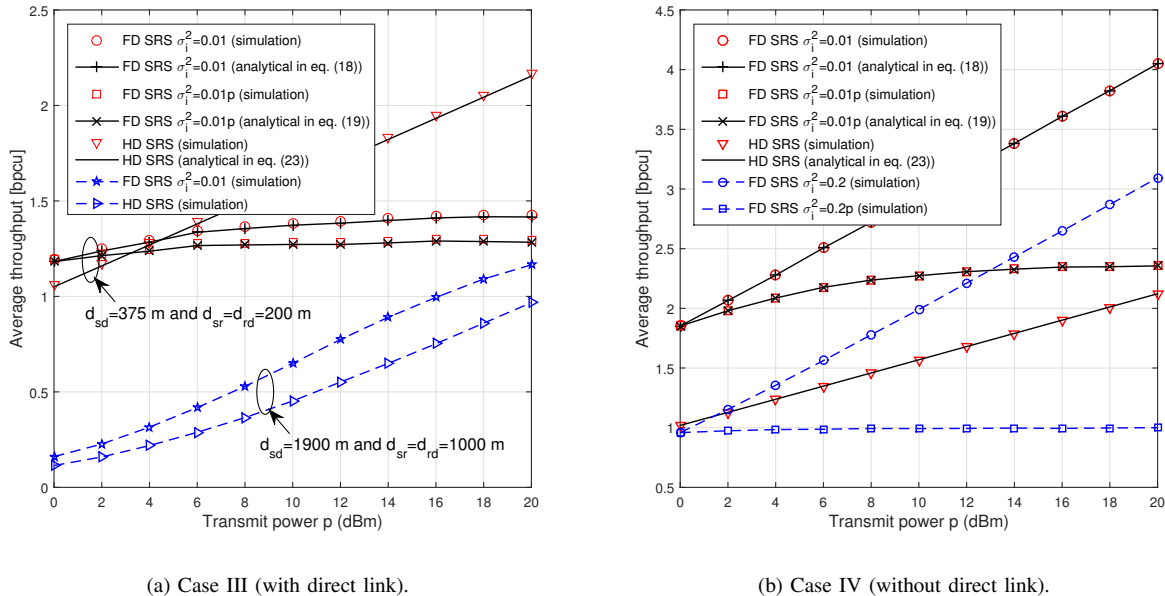 2.5
2
1.5
1
0.5
0
Average throughput [bpcu]
FD SRS σ_i^2=0.01 (simulation)
FD SRS σ_i^2=0.01 (analytical in eq. (18))
FD SRS σ_i^2=0.01p (simulation)
FD SRS σ_i^2=0.01p (analytical in eq. (19))
HD SRS (simulation)
HD SRS (analytical in eq. (23))
FD SRS σ_i^2=0.01 (simulation)
HD SRS (simulation)
d_sd=375 m and d_sr=d_rd=200 m
d_sd=1900 m and d_sr=d_rd=1000 m
0 2 4 6 8 10 12 14 16 18 20
Transmit power p (dBm)
(a) Case III (with direct link).
4.5
4
3.5
3
2.5
2
1.5
1
0.5
Average throughput [bpcu]
FD SRS σ_i^2=0.01 (simulation)
FD SRS σ_i^2=0.01 (analytical in eq. (18))
FD SRS σ_i^2=0.01p (simulation)
FD SRS σ_i^2=0.01p (analytical in eq. (19))
HD SRS (simulation)
HD SRS (analytical in eq. (23))
FD SRS σ_i^2=0.2 (simulation)
FD SRS σ_i^2=0.2p (simulation)
0 2 4 6 8 10 12 14 16 18 20
Transmit power p (dBm)
(b) Case IV (without direct link).